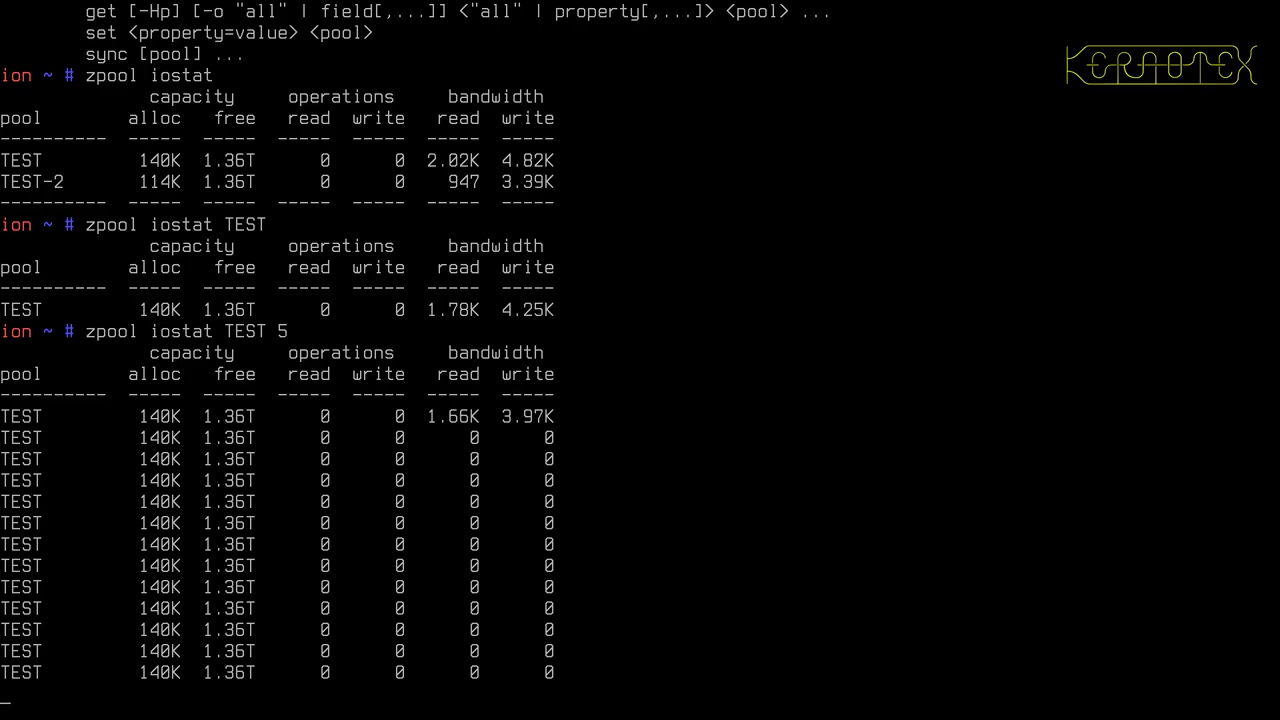 get [-Hp] [-o "all" | field[,...]] <"all" | property[,...]> <pool> ...
set <property=value> <pool>
sync [pool] ...
KERNOTEX
ion ~ # zpool iostat
capacity operations bandwidth
pool alloc free read write read write
---------- ----- ----- ----- ----- ----- -----
TEST 140K 1.36T 0 0 2.02K 4.82K
TEST-2 114K 1.36T 0 0 947 3.39K
---------- ----- ----- ----- ----- ----- -----
ion ~ # zpool iostat TEST
capacity operations bandwidth
pool alloc free read write read write
---------- ----- ----- ----- ----- ----- -----
TEST 140K 1.36T 0 0 1.78K 4.25K
ion ~ # zpool iostat TEST 5
capacity operations bandwidth
pool alloc free read write read write
---------- ----- ----- ----- ----- ----- -----
TEST 140K 1.36T 0 0 1.66K 3.97K
TEST 140K 1.36T 0 0 0 0
TEST 140K 1.36T 0 0 0 0
TEST 140K 1.36T 0 0 0 0
TEST 140K 1.36T 0 0 0 0
TEST 140K 1.36T 0 0 0 0
TEST 140K 1.36T 0 0 0 0
TEST 140K 1.36T 0 0 0 0
TEST 140K 1.36T 0 0 0 0
TEST 140K 1.36T 0 0 0 0
TEST 140K 1.36T 0 0 0 0
TEST 140K 1.36T 0 0 0 0
TEST 140K 1.36T 0 0 0 0